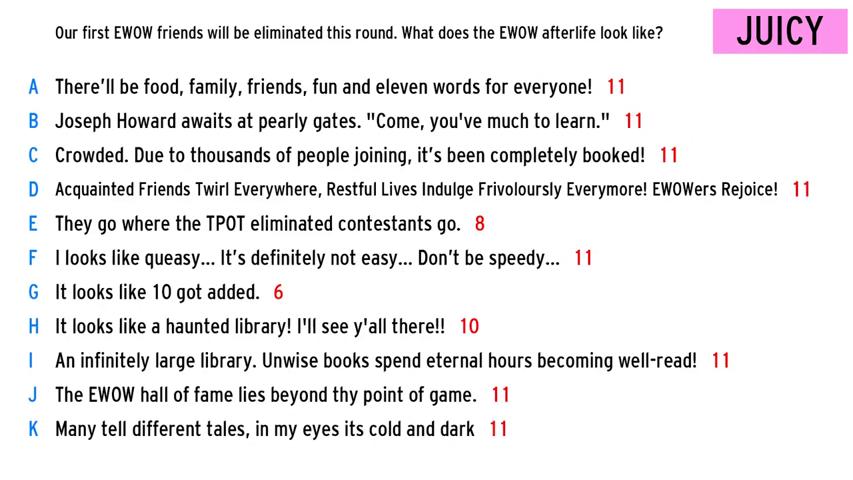 Our first EWOW friends will be eliminated this round. What does the EWOW afterlife look like?
JUICY
A There’ll be food, family, friends, fun and eleven words for everyone! 11
B Joseph Howard awaits at pearly gates. "Come, you've much to learn." 11
C Crowded. Due to thousands of people joining, it’s been completely booked! 11
D Acquainted Friends Twirl Everywhere, Restful Lives Indulge Frivoloursly Everymore! EWOWers Rejoice! 11
E They go where the TPOT eliminated contestants go. 8
F I looks like queasy... It’s definitely not easy... Don’t be speedy... 11
G It looks like 10 got added. 6
H It looks like a haunted library! I'll see y'all there!! 10
I An infinitely large library. Unwise books spend eternal hours becoming well-read! 11
J The EWOW hall of fame lies beyond thy point of game. 11
K Many tell different tales, in my eyes its cold and dark 11